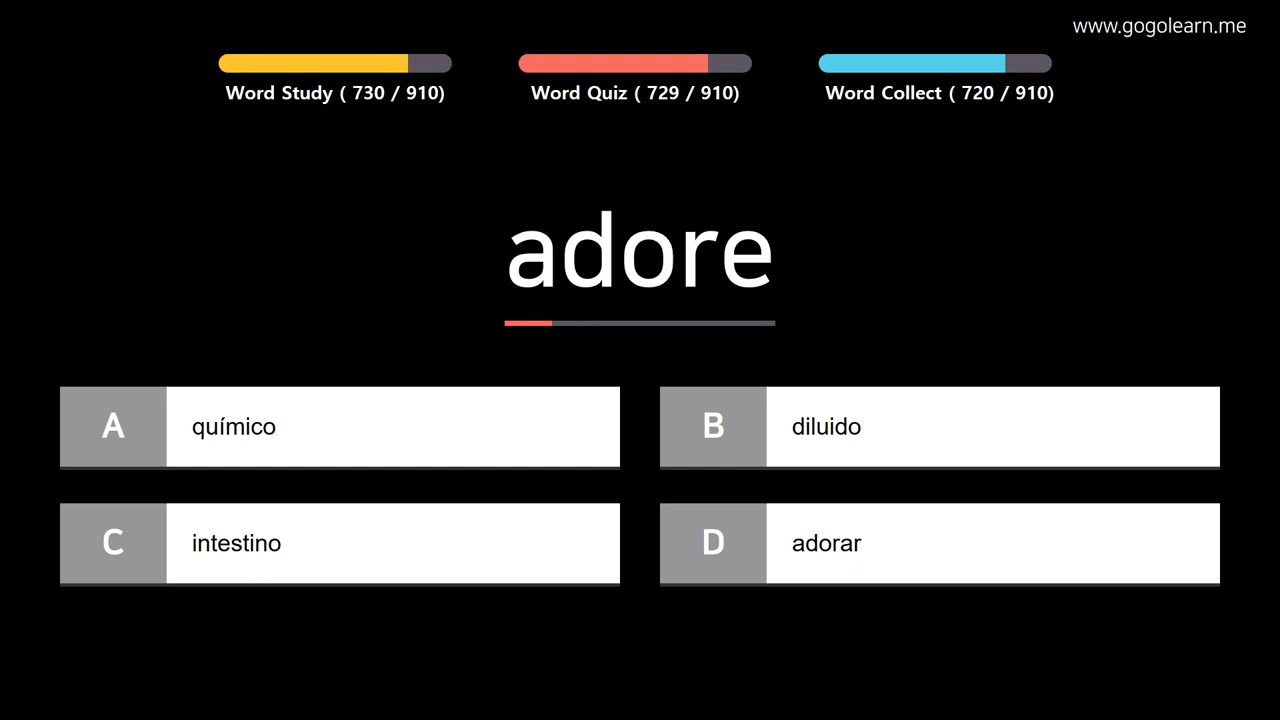 www.gogolearn.me
Word Study ( 730 / 910)
Word Quiz ( 729 / 910)
Word Collect ( 720 / 910)
adore
A
químico
B
diluido
C
intestino
D
adorar